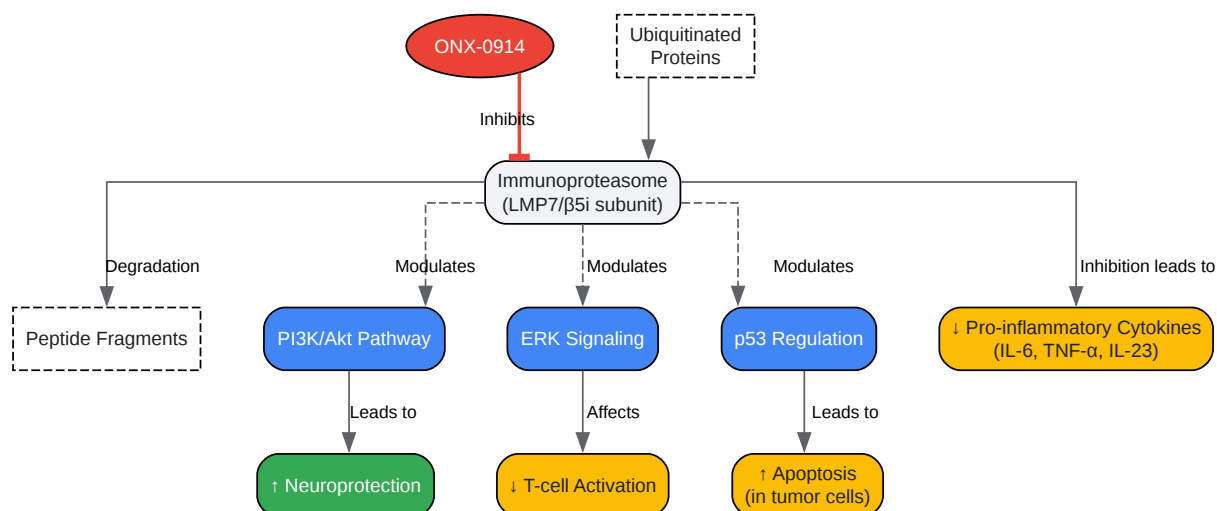 ONX-0914
Ubiquitinated
Proteins
Inhibits
Immunoproteasome
(LMP7/β5i subunit)
Degradation
Modulates
Modulates
Modulates
Inhibition leads to
Peptide Fragments
PI3K/Akt Pathway
ERK Signaling
p53 Regulation
↓ Pro-inflammatory Cytokines
(IL-6, TNF-α, IL-23)
Leads to
Affects
Leads to
↑ Neuroprotection
↓ T-cell Activation
↑ Apoptosis
(in tumor cells)